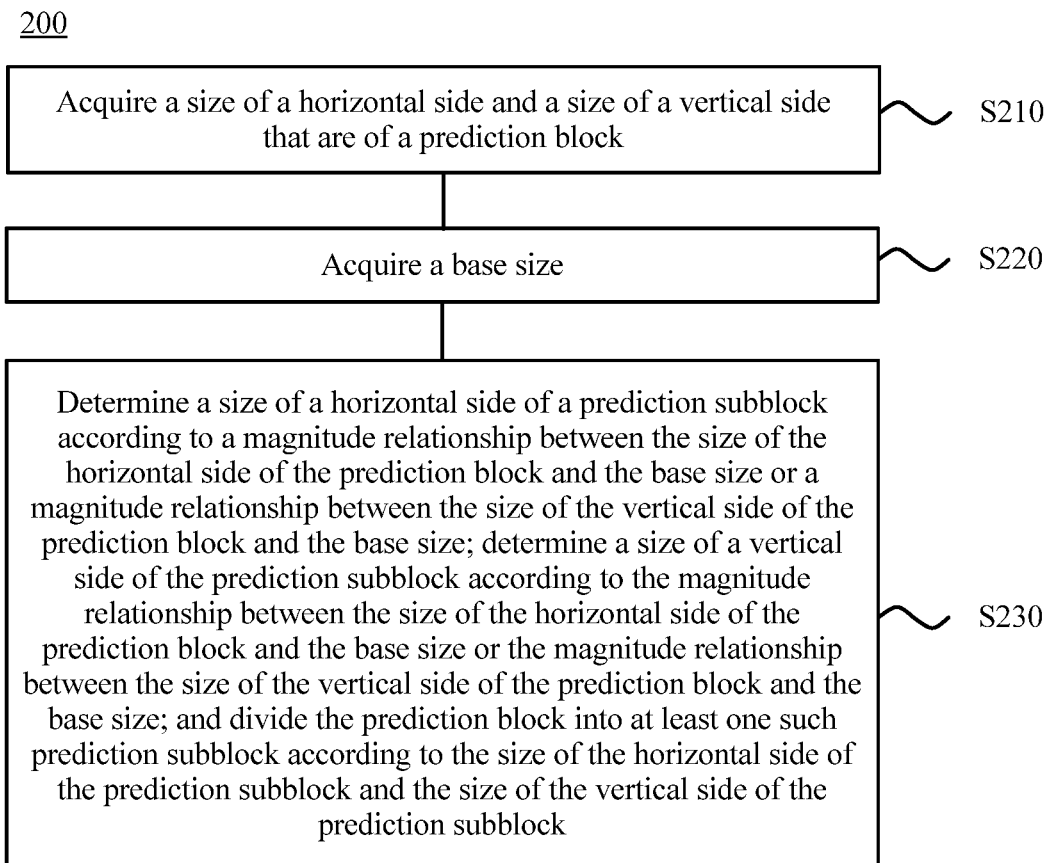 200
Acquire a size of a horizontal side and a size of a vertical side
that are of a prediction block
S210
Acquire a base size
S220
Determine a size of a horizontal side of a prediction subblock
according to a magnitude relationship between the size of the
horizontal side of the prediction block and the base size or a
magnitude relationship between the size of the vertical side of the
prediction block and the base size; determine a size of a vertical
side of the prediction subblock according to the magnitude
relationship between the size of the horizontal side of the
prediction block and the base size or the magnitude relationship
between the size of the vertical side of the prediction block and the
base size; and divide the prediction block into at least one such
prediction subblock according to the size of the horizontal side of
the prediction subblock and the size of the vertical side of the
prediction subblock
S230